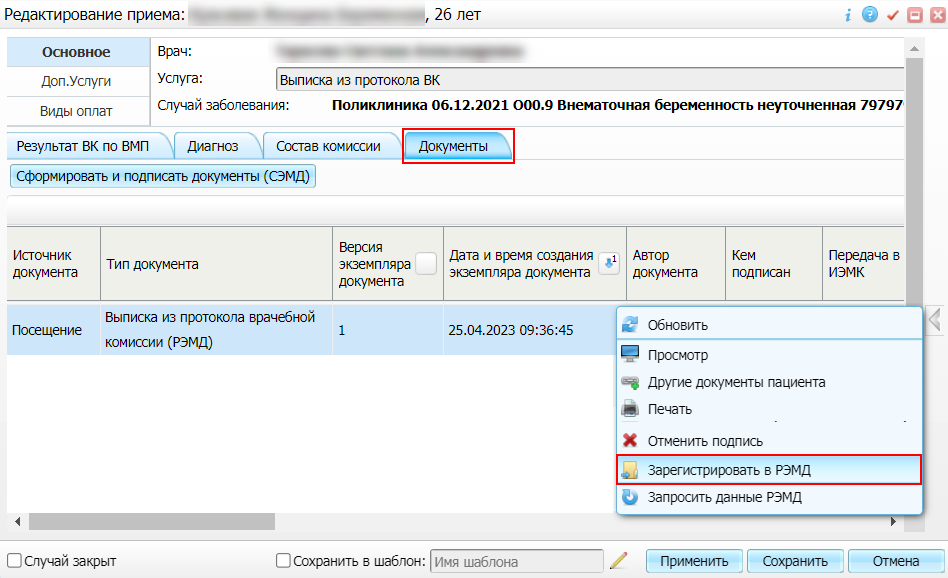 Редактирование приема: , 26 лет
Основное
Доп.Услуги
Виды оплат
Врач:
Услуга:
Выписка из протокола ВК
Случай заболевания:
Поликлиника 06.12.2021 O00.9 Внематочная беременность неуточненная 79797
Результат ВК по ВМП
Диагноз
Состав комиссии
Документы
Сформировать и подписать документы (СЭМД)
Источник
документа
Тип документа
Версия
экземпляра
документа
Дата и время создания
экземпляра документа
1
Автор
документа
Кем
подписан
Передача в
ИЭМК
Посещение
Выписка из протокола врачебной
комиссии (РЭМД)
1
25.04.2023 09:36:45
Обновить
Просмотр
Другие документы пациента
Печать
Отменить подпись
Зарегистрировать в РЭМД
Запросить данные РЭМД
Случай закрыт
Сохранить в шаблон:
Имя шаблона
Применить
Сохранить
Отмена